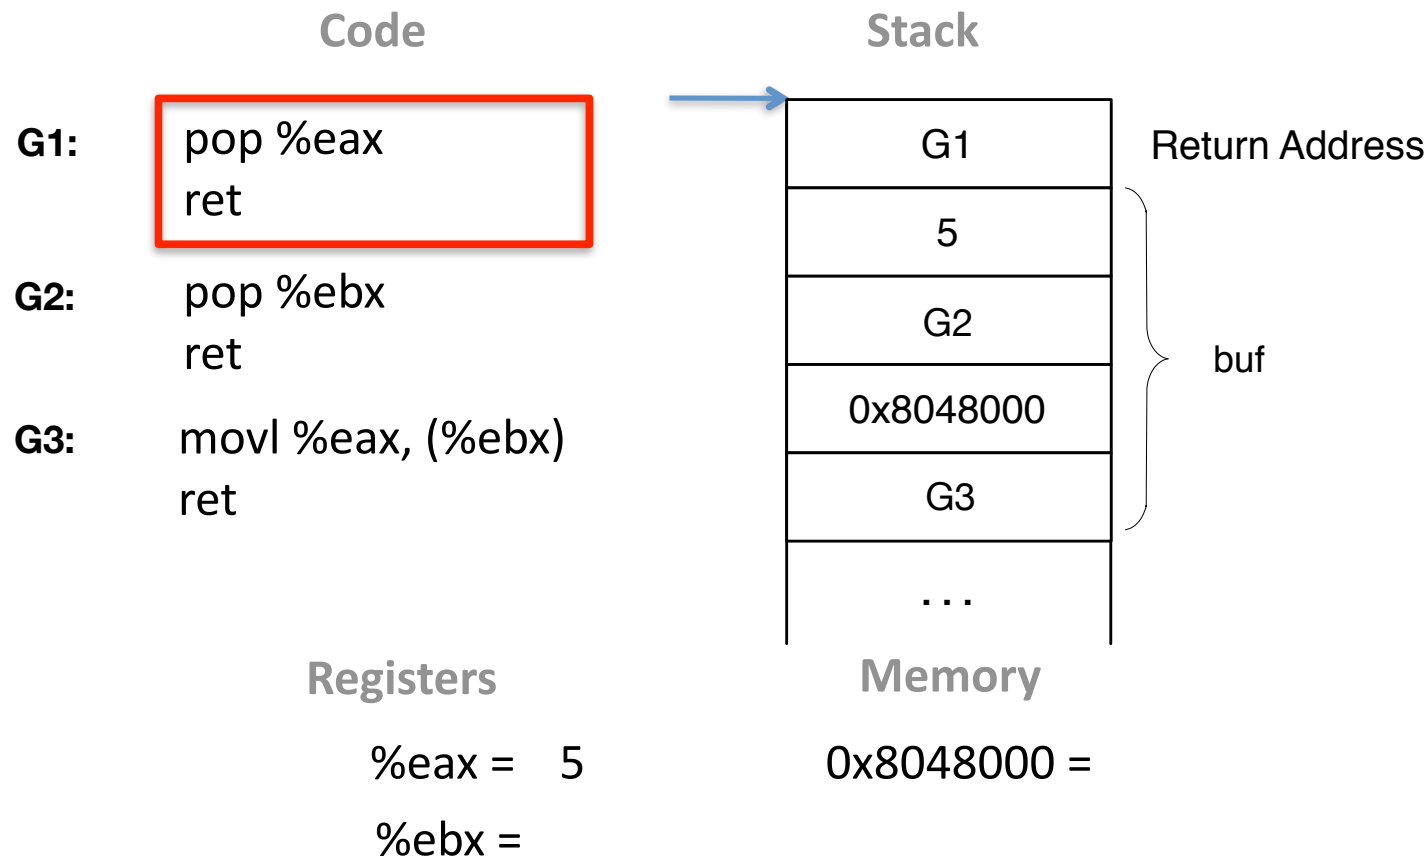 Code
G1:
pop %eax
ret
G2:
pop %ebx
ret
G3:
movl %eax, (%ebx)
ret
Stack
G1
Return Address
5
G2
0x8048000
G3
buf
. . .
Registers
%eax = 5
%ebx =
Memory
0x8048000 =